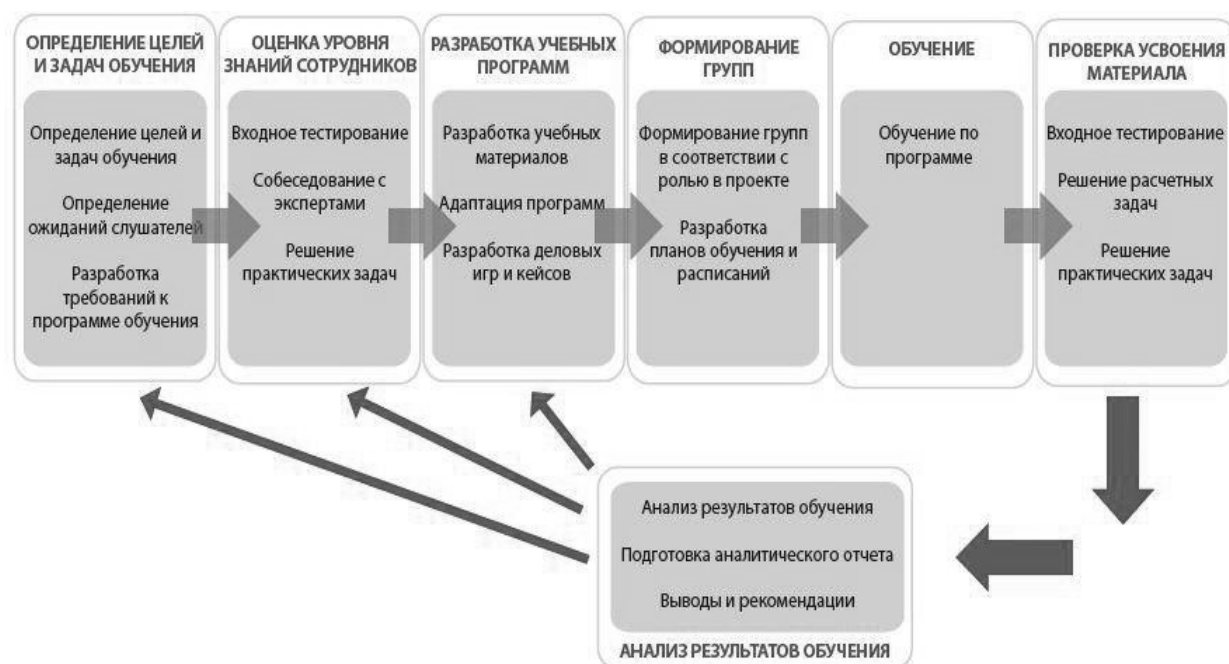 ОПРЕДЕЛЕНИЕ ЦЕЛЕЙ
И ЗАДАЧ ОБУЧЕНИЯ
Определение целей и
задач обучения
Определение
ожиданий слушателей
Разработка
требований к
программе обучения
ОЦЕНКА УРОВНЯ
ЗНАНИЙ СОТРУДНИКОВ
Входное тестирование
Собеседование с
экспертами
Решение
практических задач
РАЗРАБОТКА УЧЕБНЫХ
ПРОГРАММ
Разработка учебных
материалов
Адаптация программ
Разработка деловых
игр и кейсов
ФОРМИРОВАНИЕ
ГРУПП
Формирование групп
в соответствии с
ролью в проекте
Разработка
планов обучения и
расписаний
ОБУЧЕНИЕ
Обучение по
программе
ПРОВЕРКА УСВОЕНИЯ
МАТЕРИАЛА
Входное тестирование
Решение расчетных
задач
Решение
практических задач
Анализ результатов обучения
Подготовка аналитического отчета
Выводы и рекомендации
АНАЛИЗ РЕЗУЛЬТАТОВ ОБУЧЕНИЯ